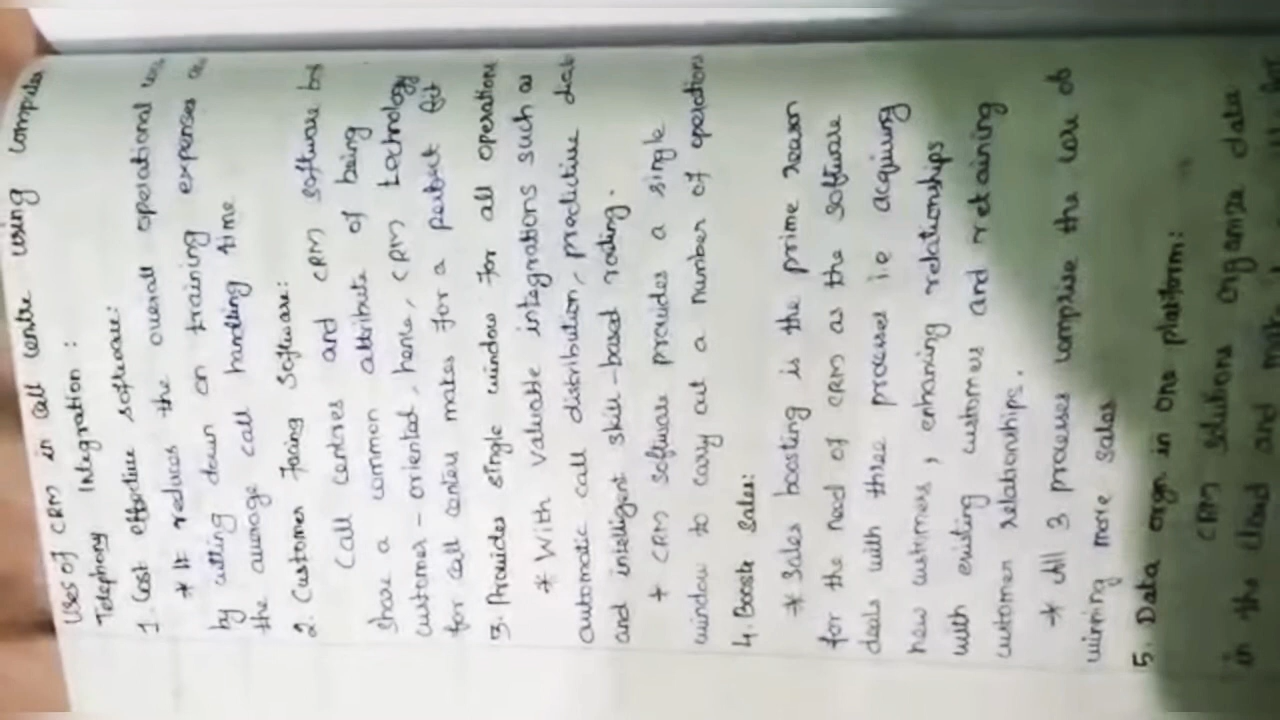 Uses of CRM in call centre using computer
Telephony Integration :
1. Cost effective software:
* It reduces the overall operational
by cutting down on training expenses
the average call handling time
2. Customer Facing Software:
Call centres and CRM software
share a common attribute of being
customer-oriented, hence, CRM technology
for call centers makes for a perfect fit
3. Provides single window for all operations
* With valuable integrations such as
automatic call distribution, predictive
and intelligent skill-based routing.
* CRM software provides a single
window to carry out a number of operations
4. Boosts Sales:
* Sales boosting is the prime reason
for the need of CRM as the software
deals with three processes i.e acquiring
new customers, enhancing relationships
with existing customers and retaining
customer relationships.
* All 3 processes comprise the core of
winning more sales
5. Data orgn in one platform:
CRM solutions organize data
in the cloud and